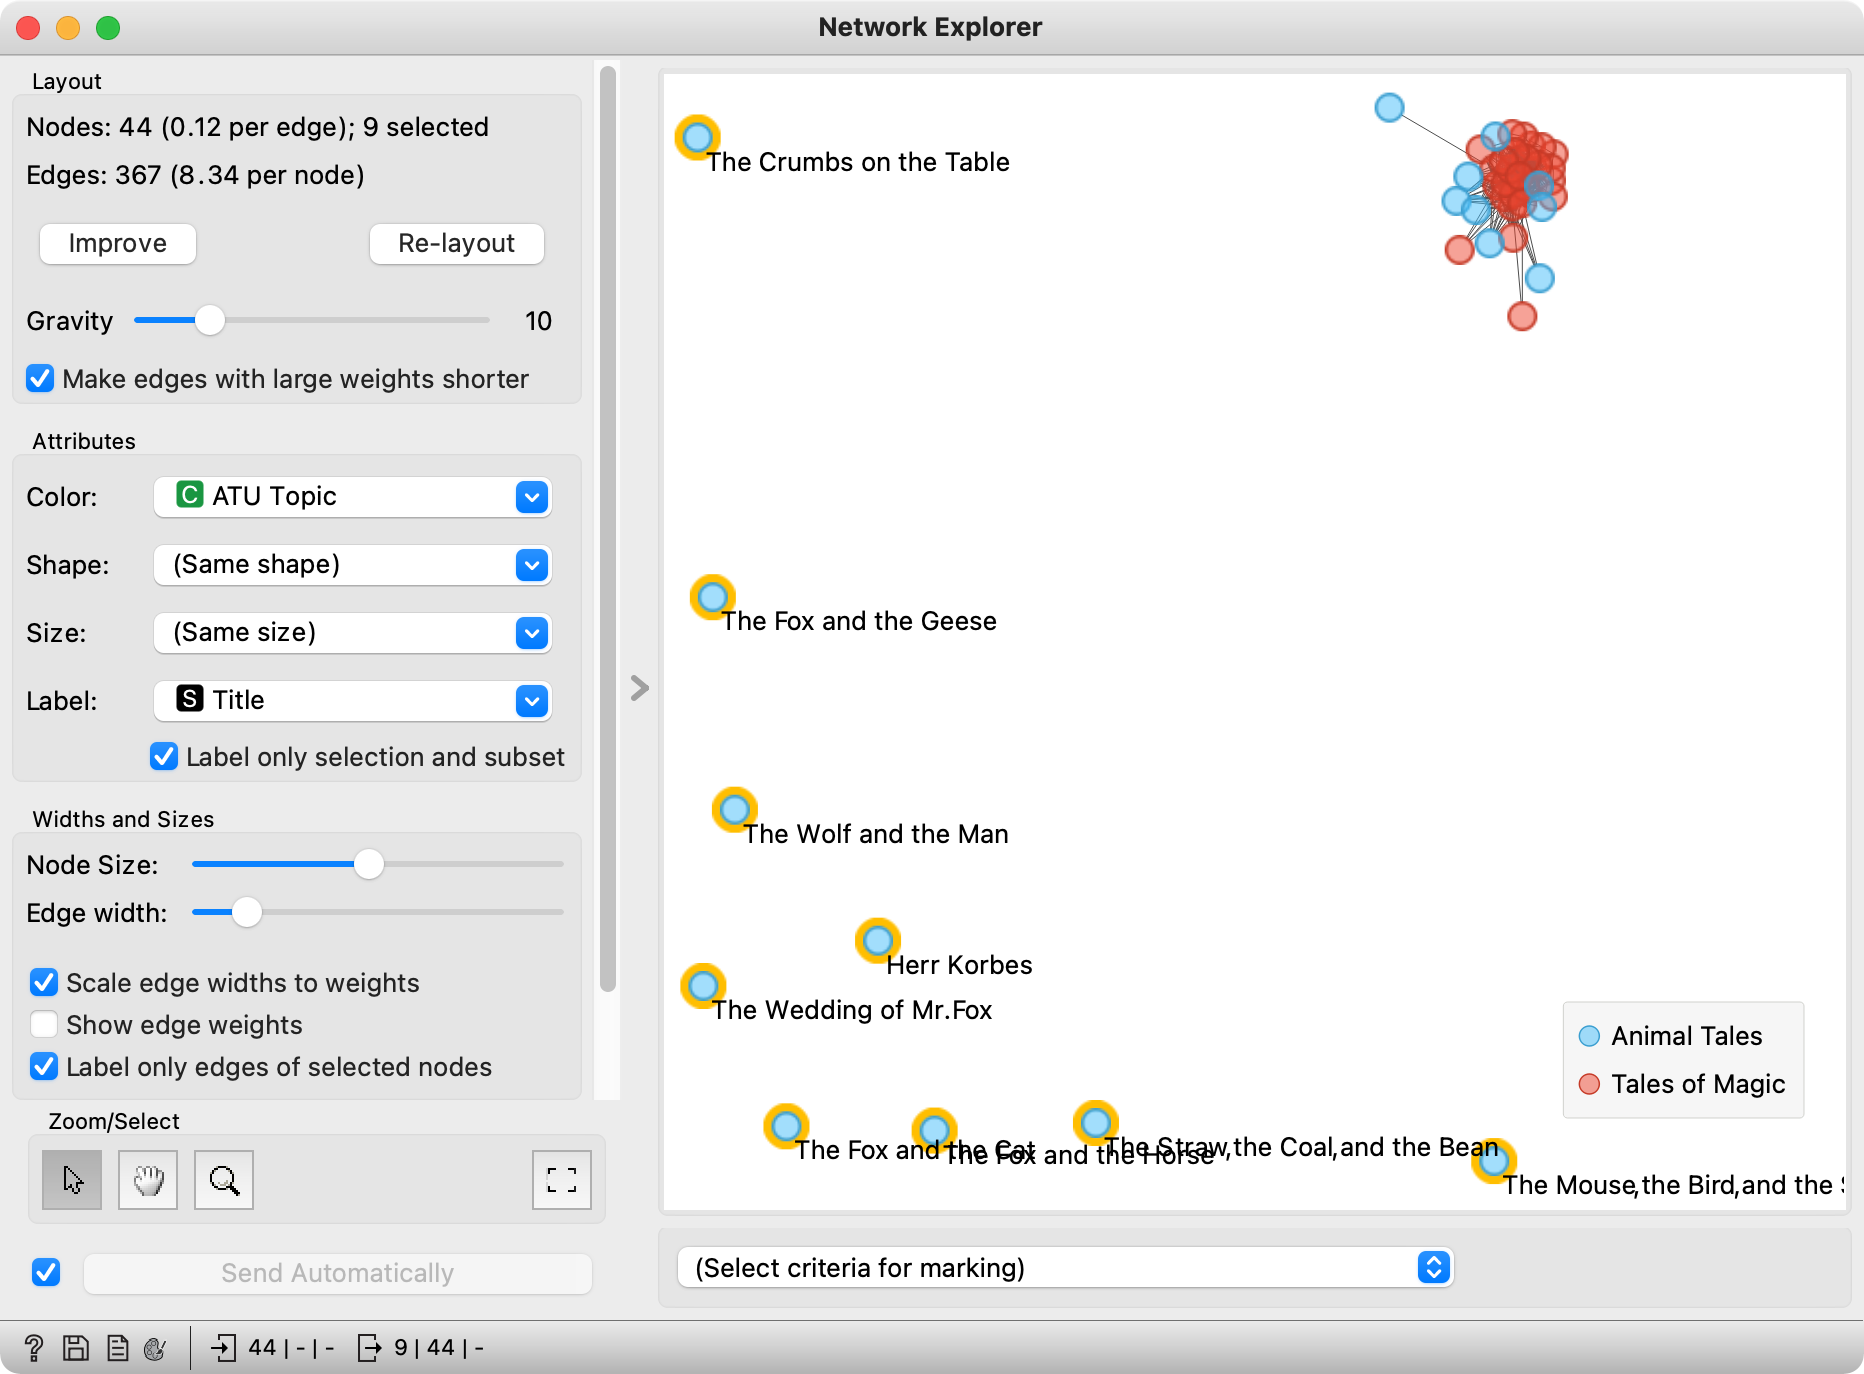 Network Explorer
Layout
Nodes: 44 (0.12 per edge); 9 selected
Edges: 367 (8.34 per node)
Improve
Re-layout
Gravity
10
Make edges with large weights shorter
Attributes
Color:
C ATU Topic
Shape:
(Same shape)
Size:
(Same size)
Label:
S Title
Label only selection and subset
Widths and Sizes
Node Size:
Edge width:
Scale edge widths to weights
Show edge weights
Label only edges of selected nodes
Zoom/Select
Send Automatically
? 44 | - | - 9 | 44 | -
The Crumbs on the Table
The Fox and the Geese
The Wolf and the Man
Herr Korbes
The Wedding of Mr.Fox
The Fox and the Cat
The Fox and the Horse
The Straw,the Coal,and the Bean
The Mouse,the Bird,and the
Animal Tales
Tales of Magic
(Select criteria for marking)